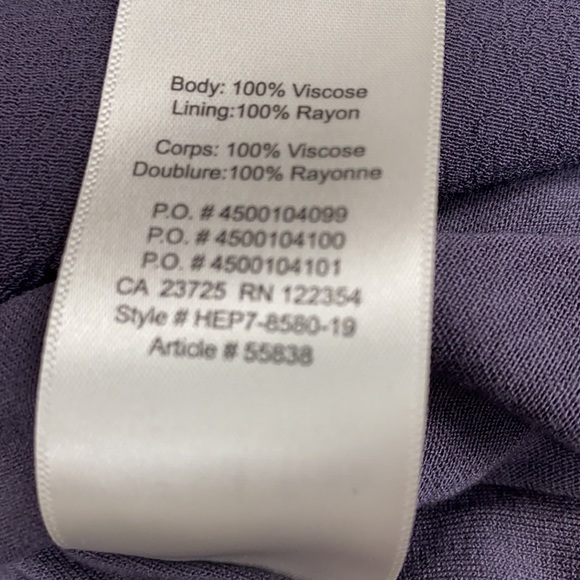 Body: 100% Viscose
Lining:100% Rayon
Corps: 100% Viscose
Doublure:100% Rayonne
P.O. # 4500104099
P.O. # 4500104100
P.O. # 4500104101
CA 23725 RN 122354
Style # HEP7-8580-19
Article # 55838